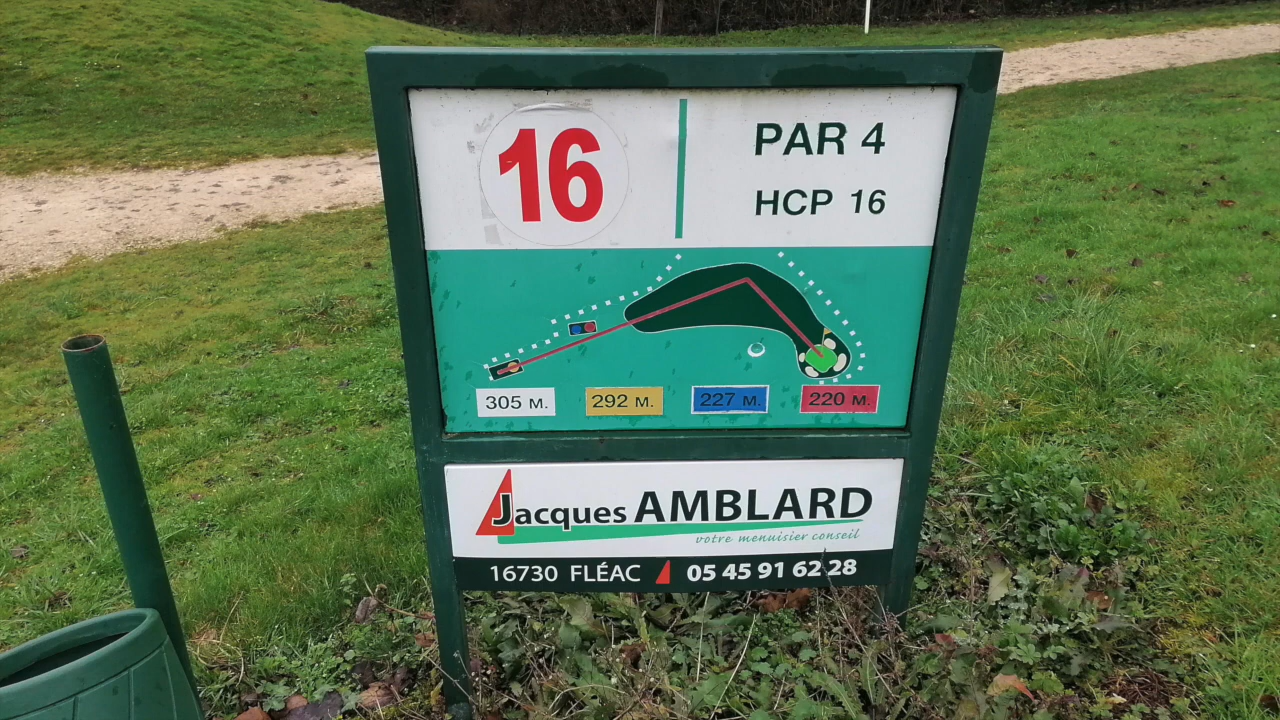 16
PAR 4
HCP 16
305 M.
292 M.
227 M.
220 M.
Jacques AMBLARD
votre menuisier conseil
16730 FLÉAC
05 45 91 62 28